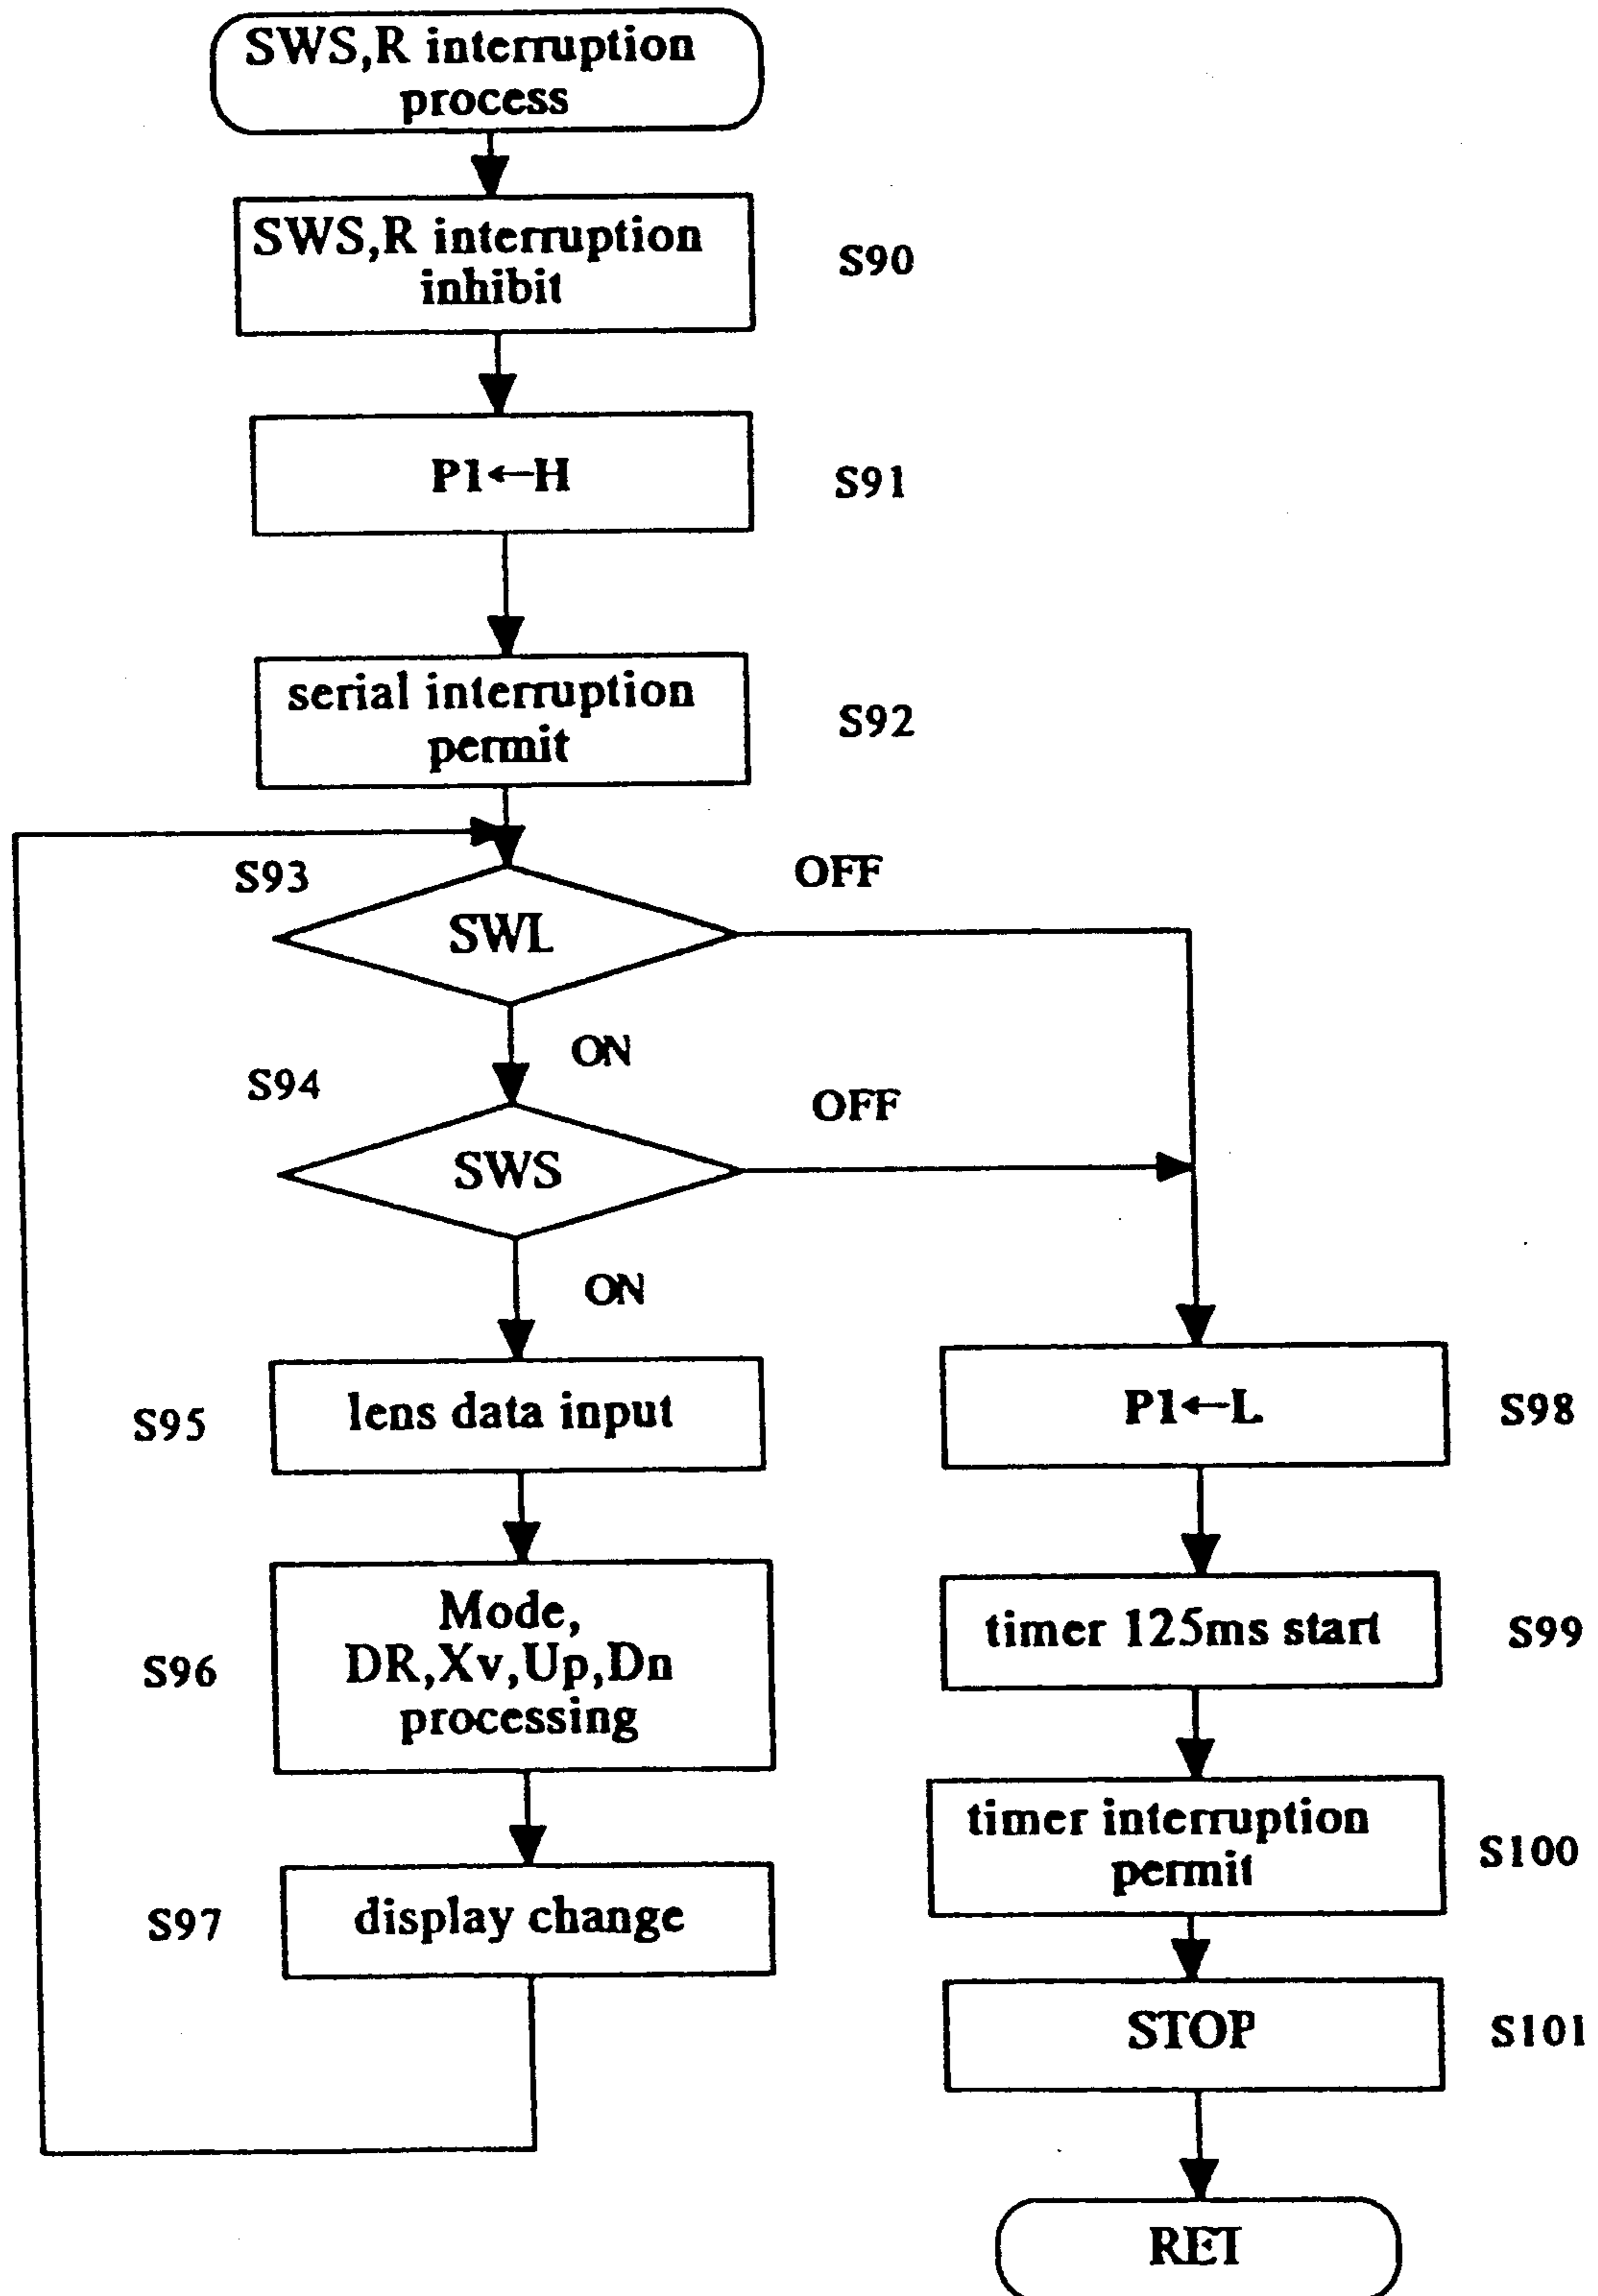 SWS,R interruption
process
SWS,R interruption
inhibit
S90
P1←H
S91
serial interruption
permit
S92
S93
SWL
OFF
ON
S94
SWS
OFF
ON
S95
lens data input
S96
Mode,
DR,Xv,Up,Dn
processing
S97
display change
P1←L
S98
timer 125ms start
S99
timer interruption
permit
S100
STOP
S101
RET